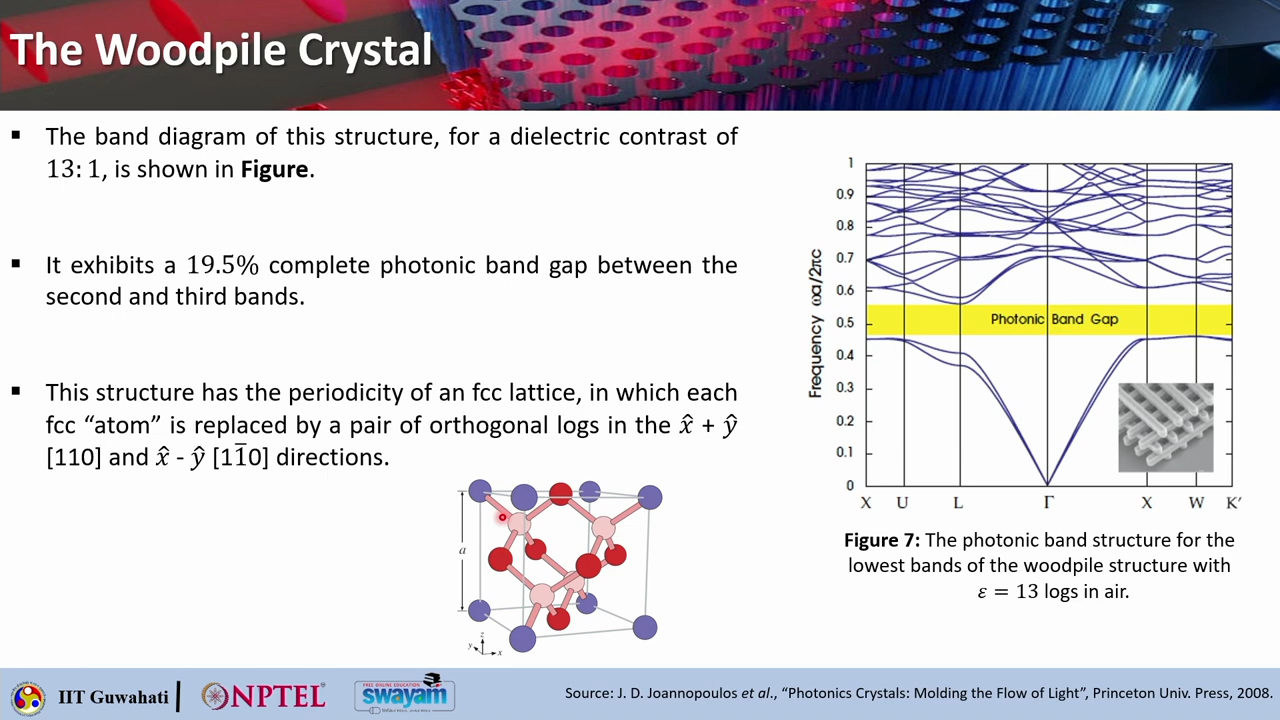 The Woodpile Crystal
▪ The band diagram of this structure, for a dielectric contrast of
13: 1, is shown in Figure.
▪ It exhibits a 19.5% complete photonic band gap between the
second and third bands.
▪ This structure has the periodicity of an fcc lattice, in which each
fcc “atom” is replaced by a pair of orthogonal logs in the x̂ + ŷ
[110] and x̂ - ŷ [11̅0] directions.
a
z
y
x
Frequency ωa/2πc
1
0.9
0.8
0.7
0.6
0.5
0.4
0.3
0.2
0.1
0
Photonic Band Gap
X U L Γ X W K′
Figure 7: The photonic band structure for the
lowest bands of the woodpile structure with
ε = 13 logs in air.
IIT Guwahati
NPTEL
FREE ONLINE EDUCATION
swayam
Source: J. D. Joannopoulos et al., “Photonics Crystals: Molding the Flow of Light”, Princeton Univ. Press, 2008.